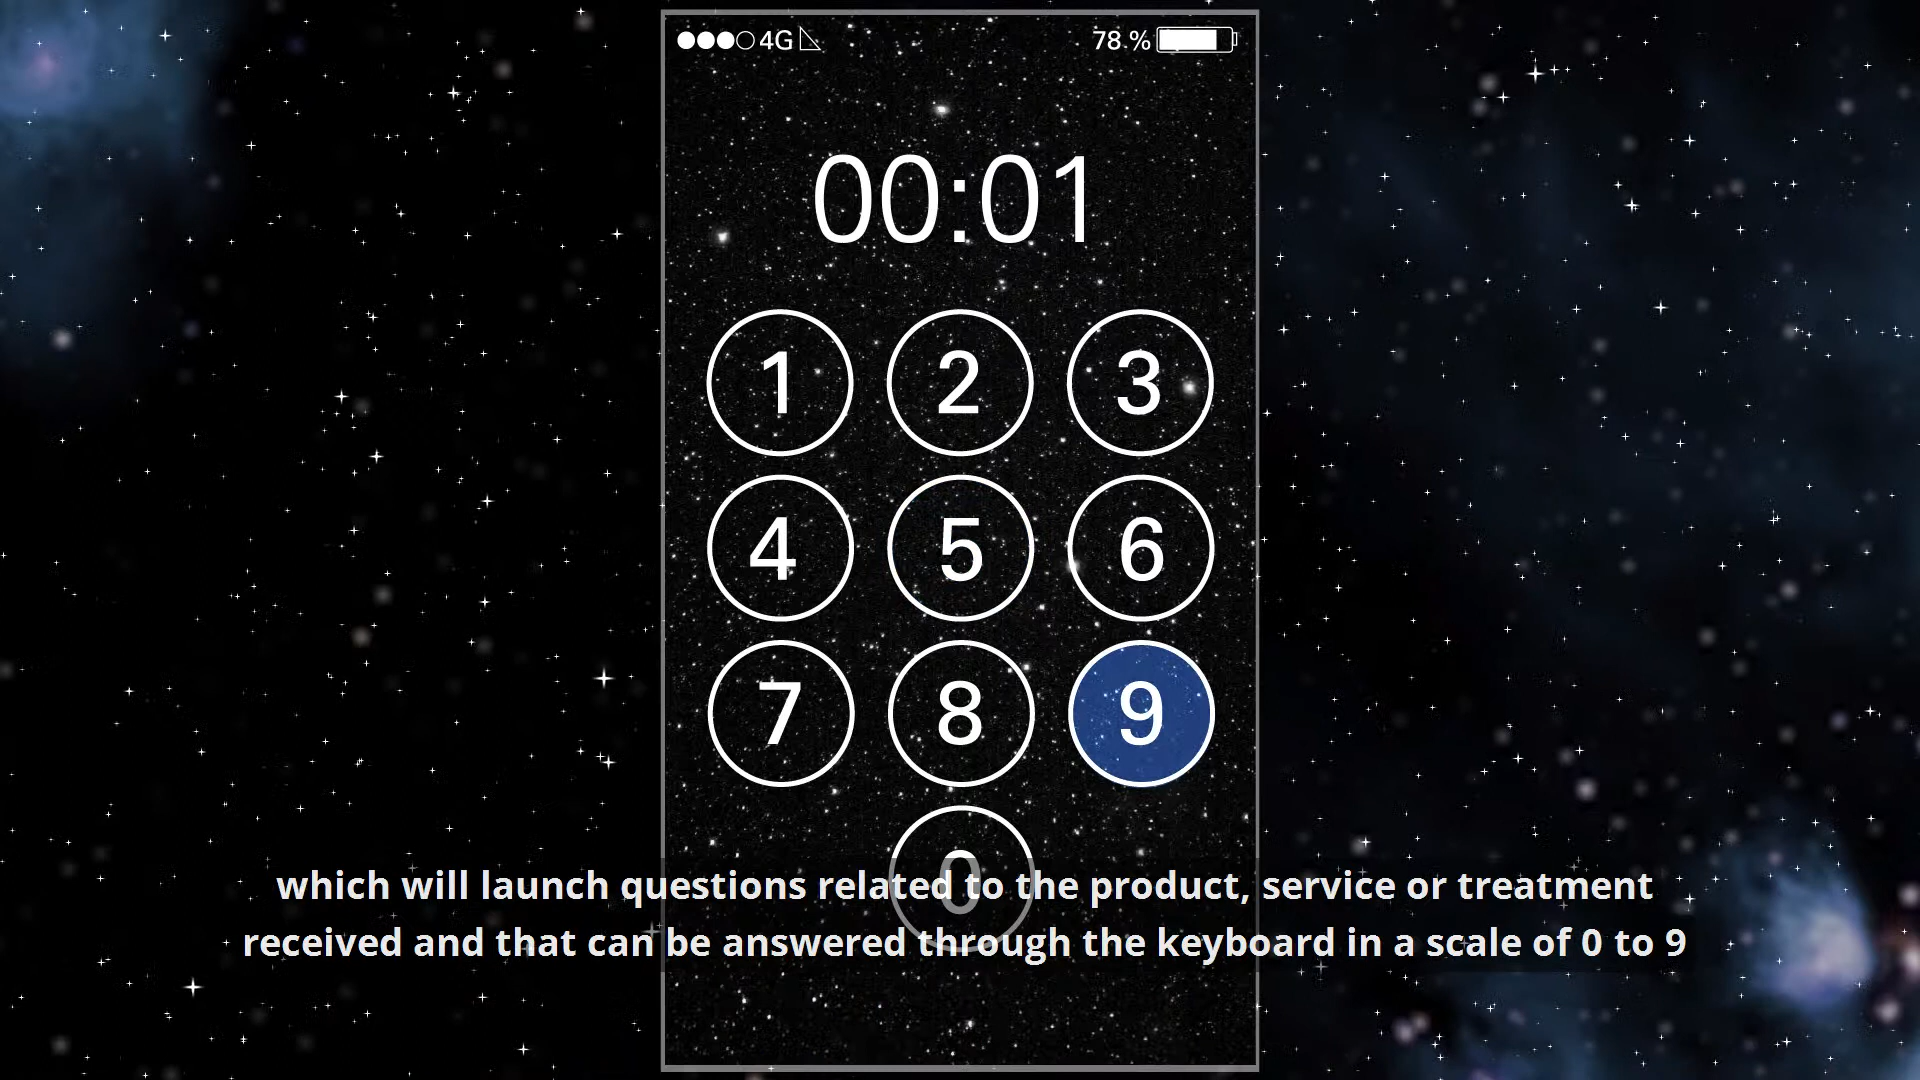 4G 78 %
00:01
1 2 3
4 5 6
7 8 9
0
which will launch questions related to the product, service or treatment
received and that can be answered through the keyboard in a scale of 0 to 9